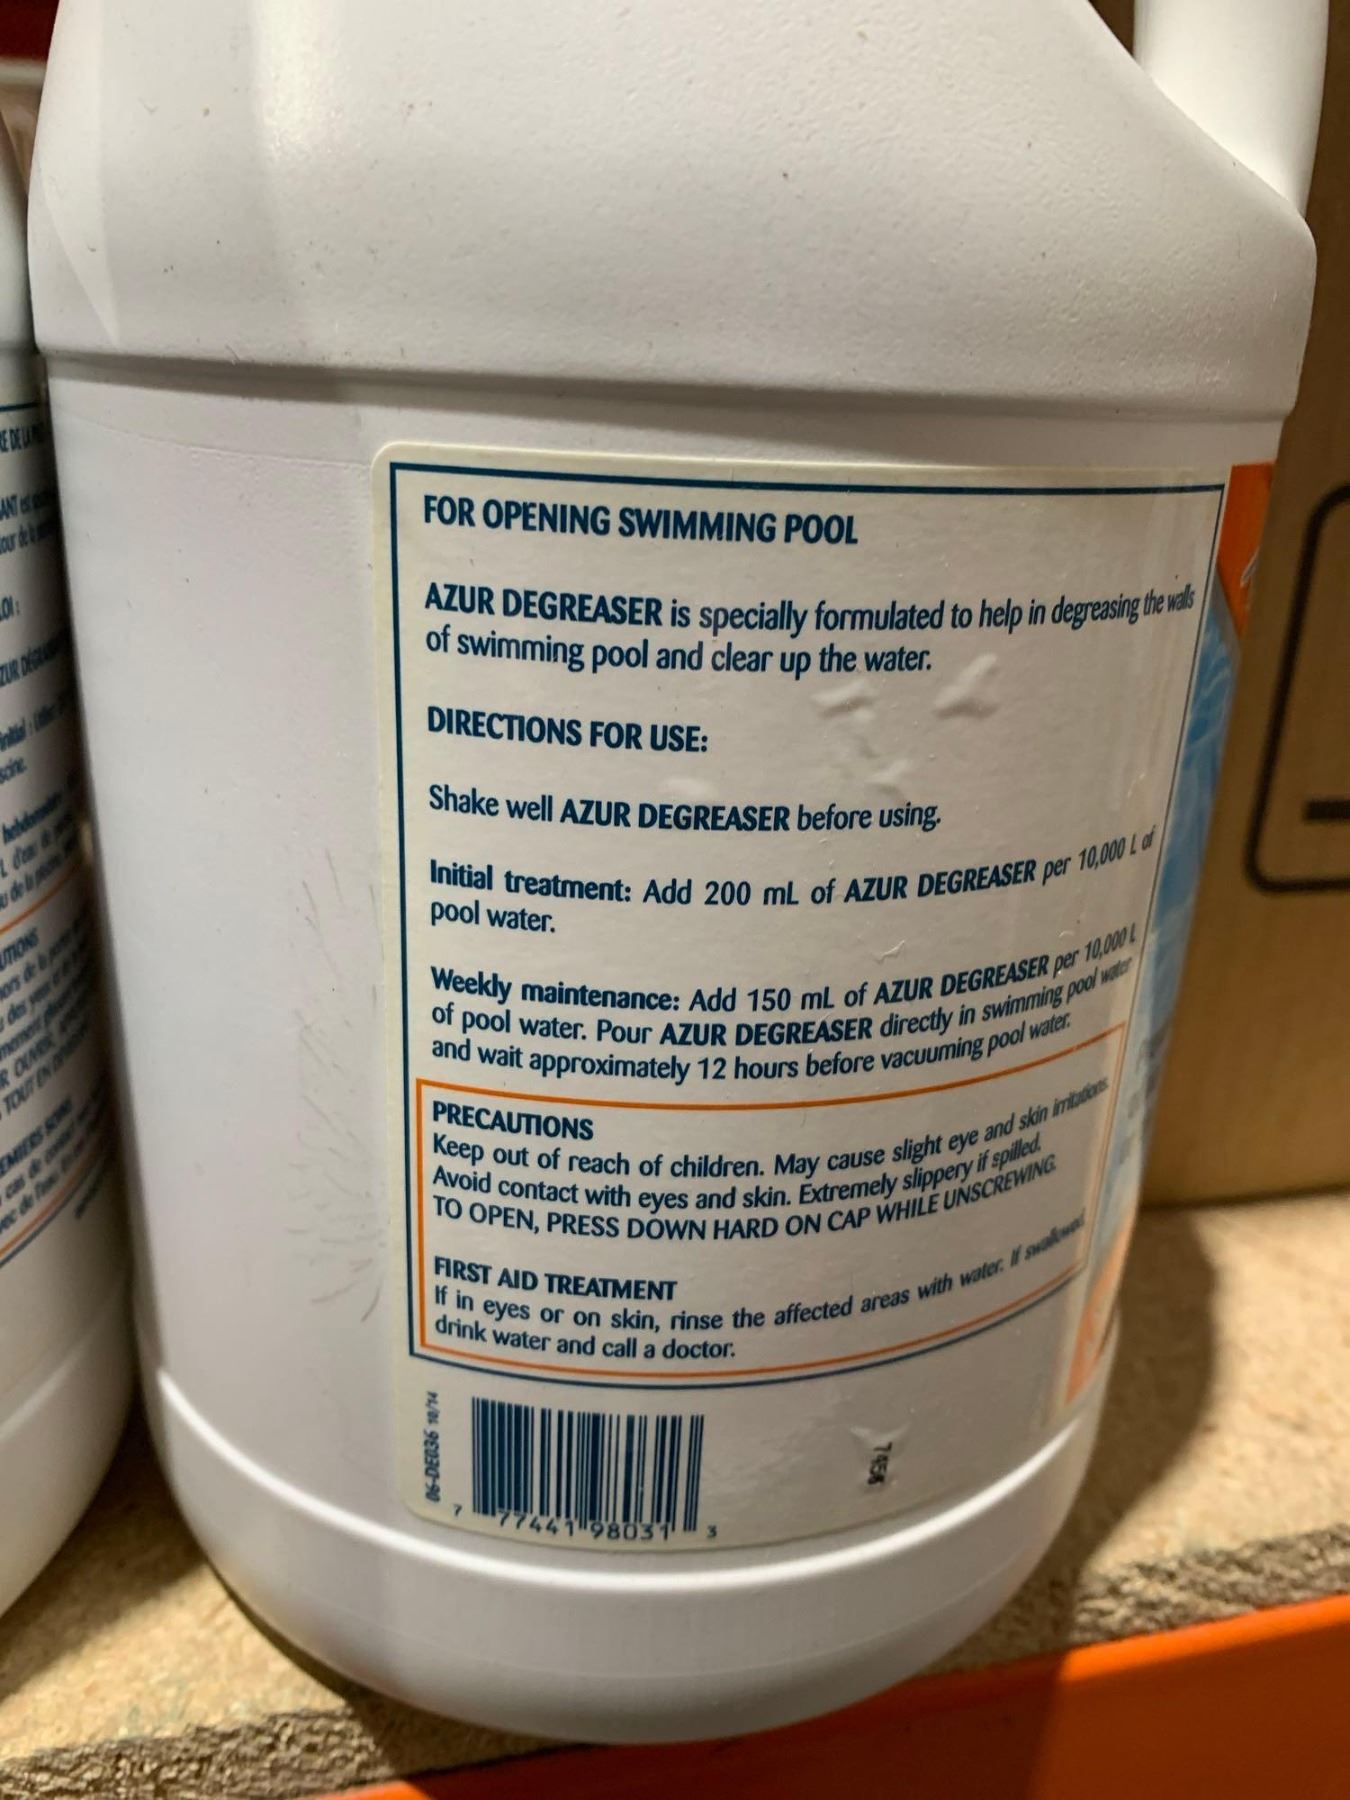 FOR OPENING SWIMMING POOL
AZUR DEGREASER is specially formulated to help in degreasing the walls
of swimming pool and clear up the water.
DIRECTIONS FOR USE:
Shake well AZUR DEGREASER before using.
Initial treatment: Add 200 mL of AZUR DEGREASER per 10,000 L of
pool water.
Weekly maintenance: Add 150 mL of AZUR DEGREASER per 10,000 L
of pool water. Pour AZUR DEGREASER directly in swimming pool water
and wait approximately 12 hours before vacuuming pool water.
PRECAUTIONS
Keep out of reach of children. May cause slight eye and skin irritations.
Avoid contact with eyes and skin. Extremely slippery if spilled.
TO OPEN, PRESS DOWN HARD ON CAP WHILE UNSCREWING.
FIRST AID TREATMENT
If in eyes or on skin, rinse the affected areas with water. If swallowed,
drink water and call a doctor.
06-DE036 10/14
7 77441 98031 3